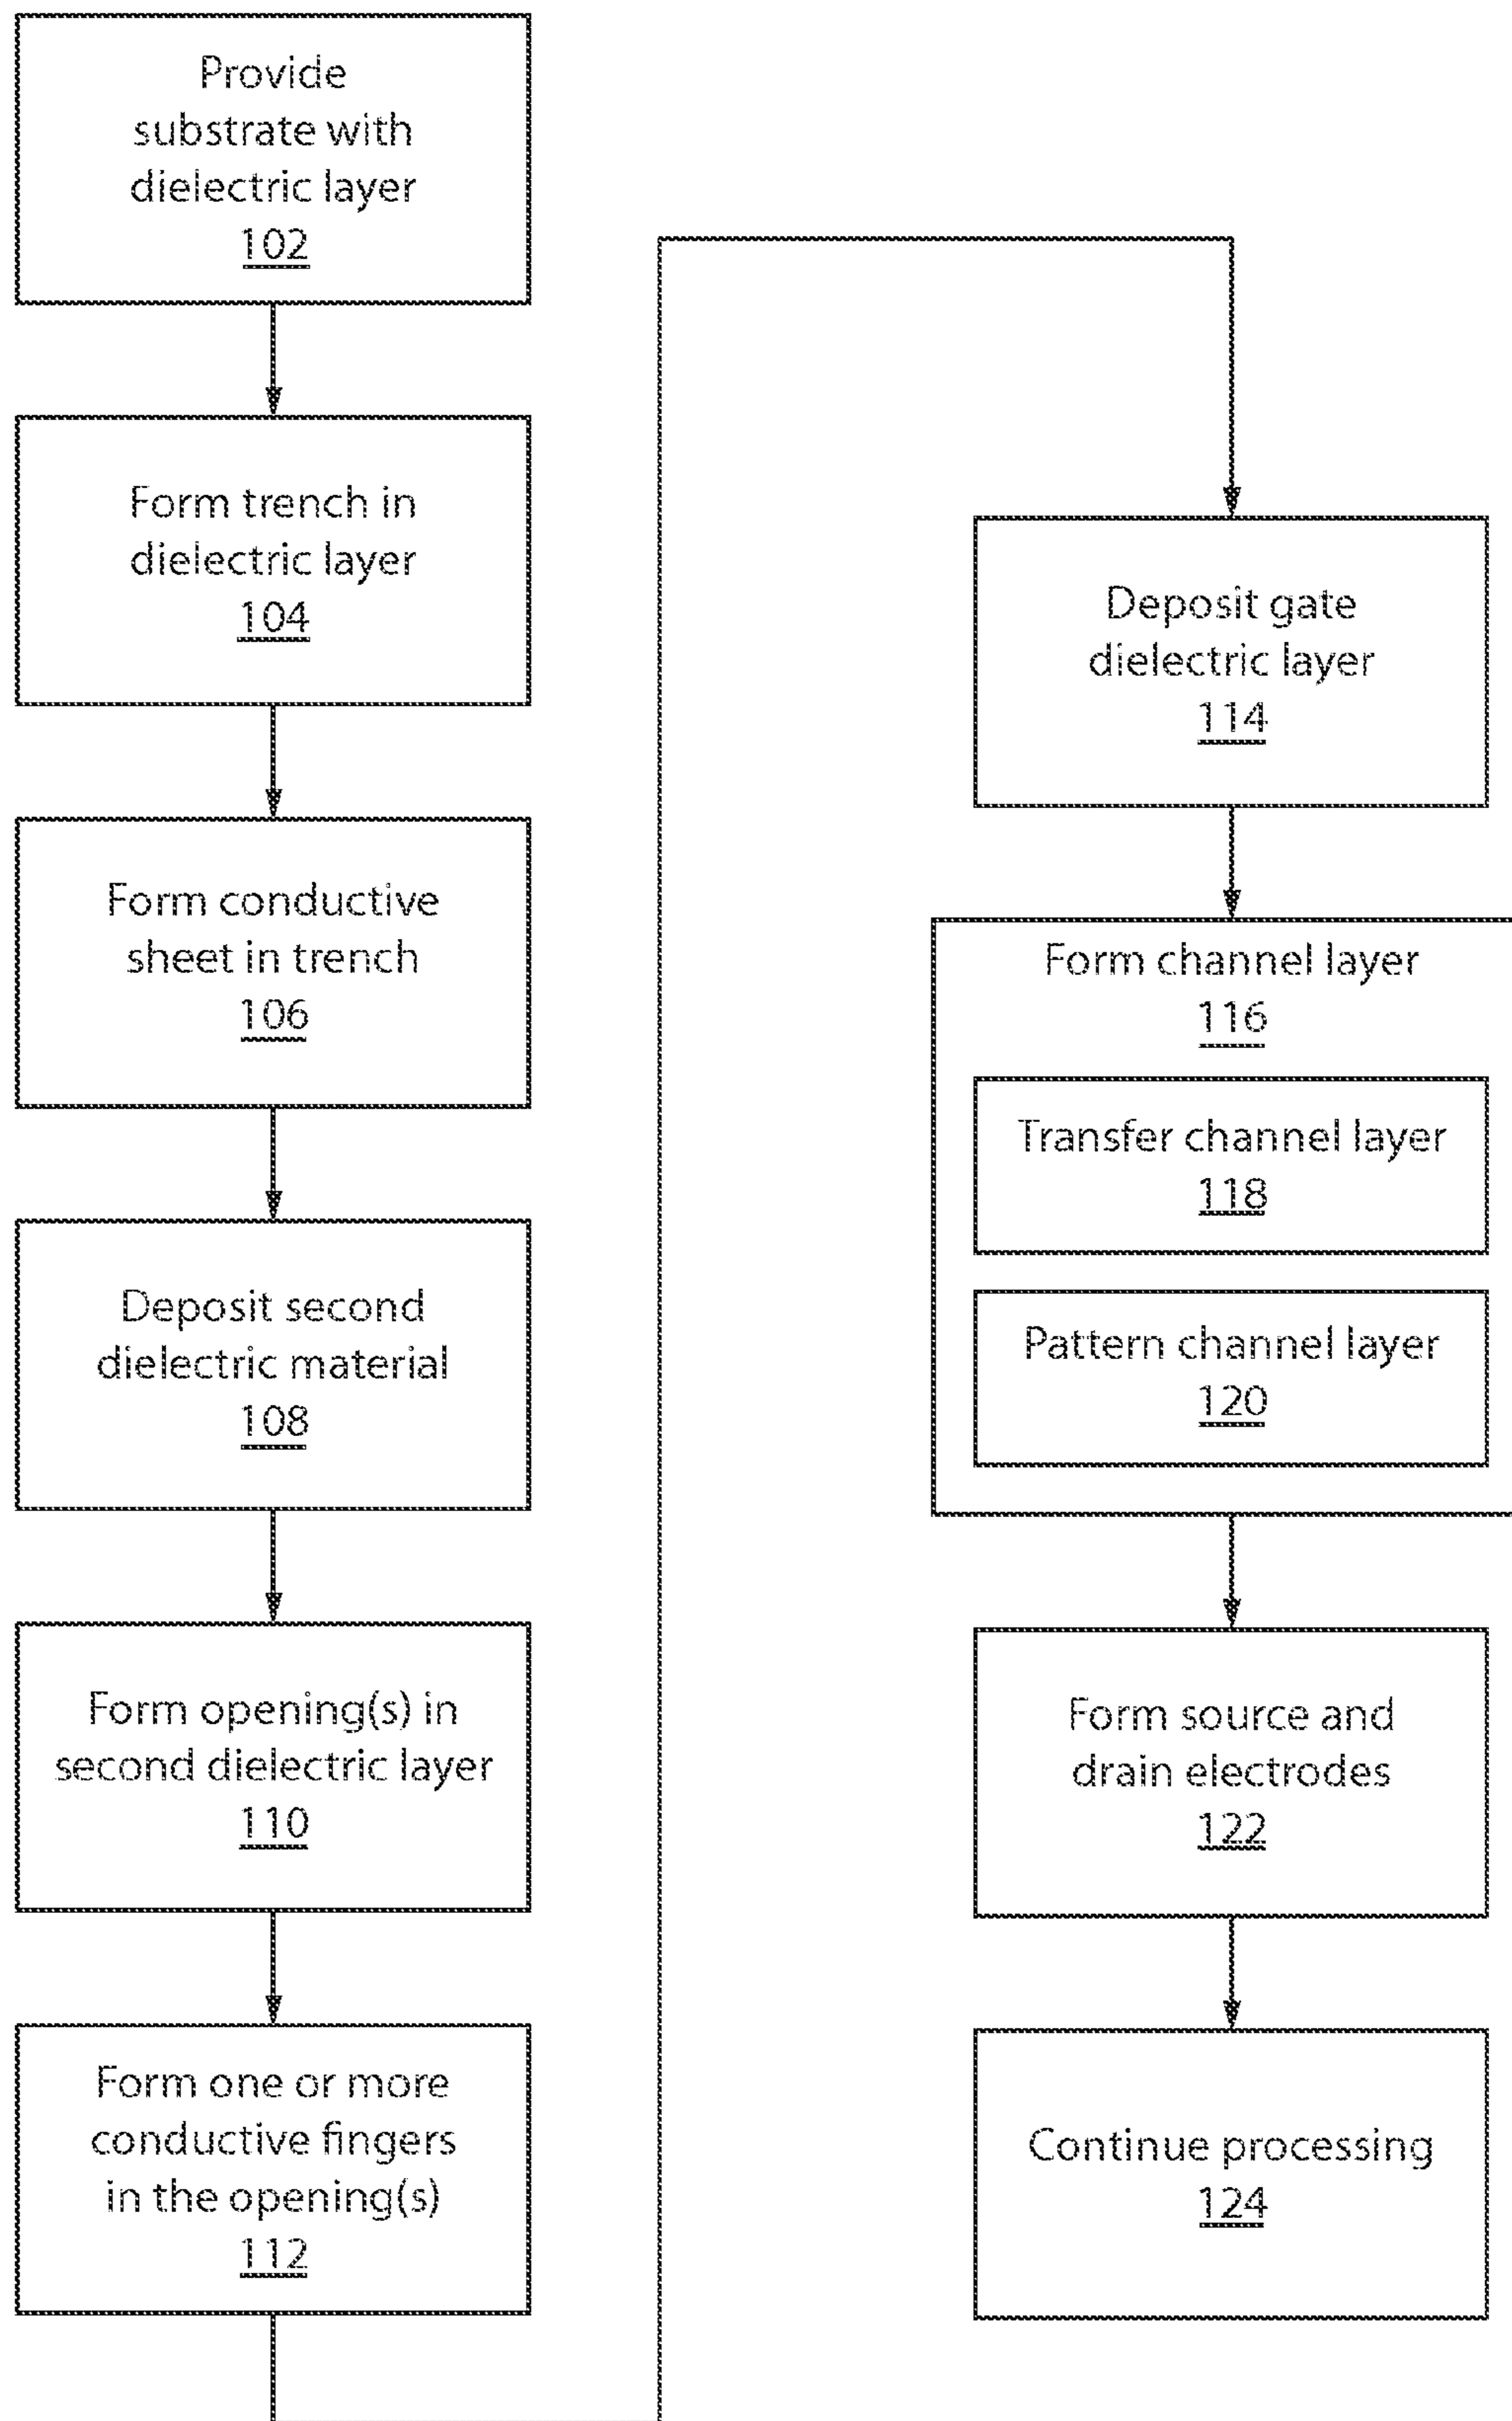 Provide
substrate with
dielectric layer
102
Form trench in
dielectric layer
104
Form conductive
sheet in trench
106
Deposit second
dielectric material
108
Form opening(s) in
second dielectric layer
110
Form one or more
conductive fingers
in the opening(s)
112
Deposit gate
dielectric layer
114
Form channel layer
116
Transfer channel layer
118
Pattern channel layer
120
Form source and
drain electrodes
122
Continue processing
124